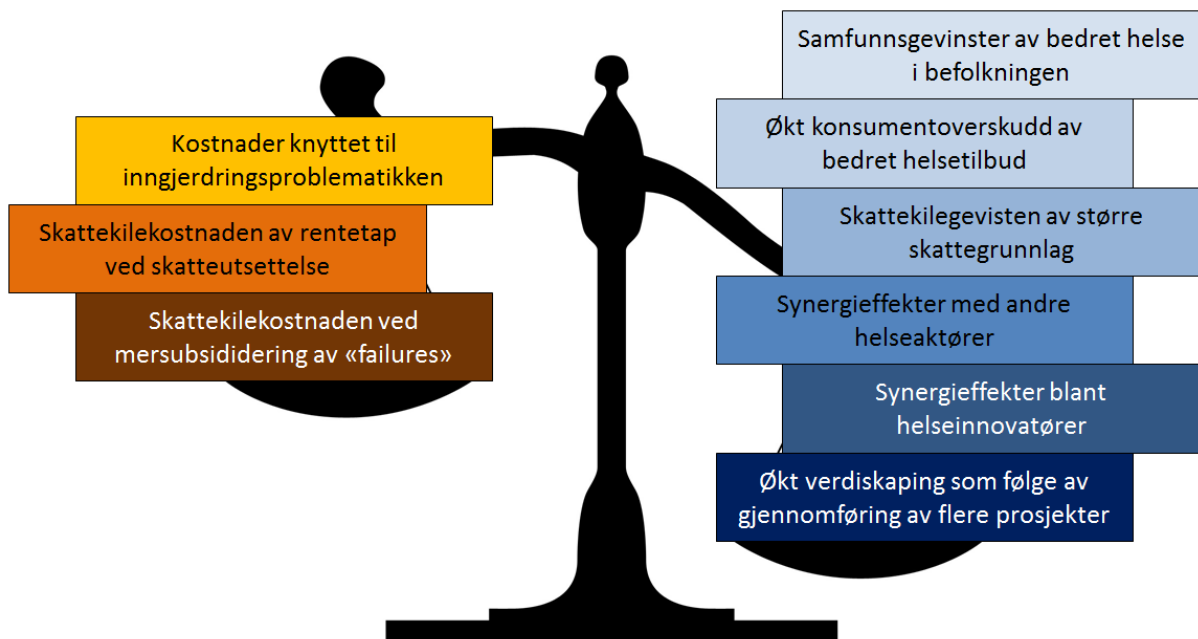 Kostnader knyttet til
inngjerdringsproblematikken
Skattekilekostnaden av rentetap
ved skatteutsettelse
Skattekilekostnaden ved
mersubsididering av «failures»
Samfunnsgevinster av bedret helse
i befolkningen
Økt konsumentoverskudd av
bedret helsetilbud
Skattekilegevisten av større
skattegrunnlag
Synergieffekter med andre
helseaktører
Synergieffekter blant
helseinnovatører
Økt verdiskaping som følge av
gjennomføring av flere prosjekter